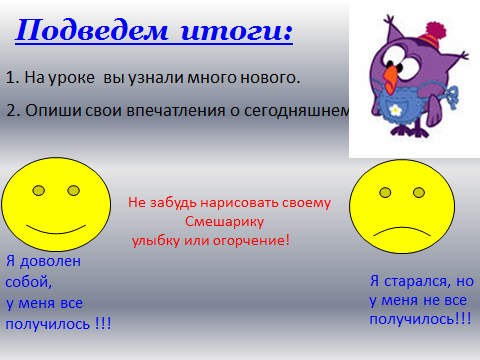 Подведем итоги:
1. На уроке вы узнали много нового.
2. Опиши свои впечатления о сегодняшнем
Не забудь нарисовать своему
Смешарику
улыбку или огорчение!
Я доволен
собой,
у меня все
получилось !!!
Я старался, но
у меня не все
получилось!!!